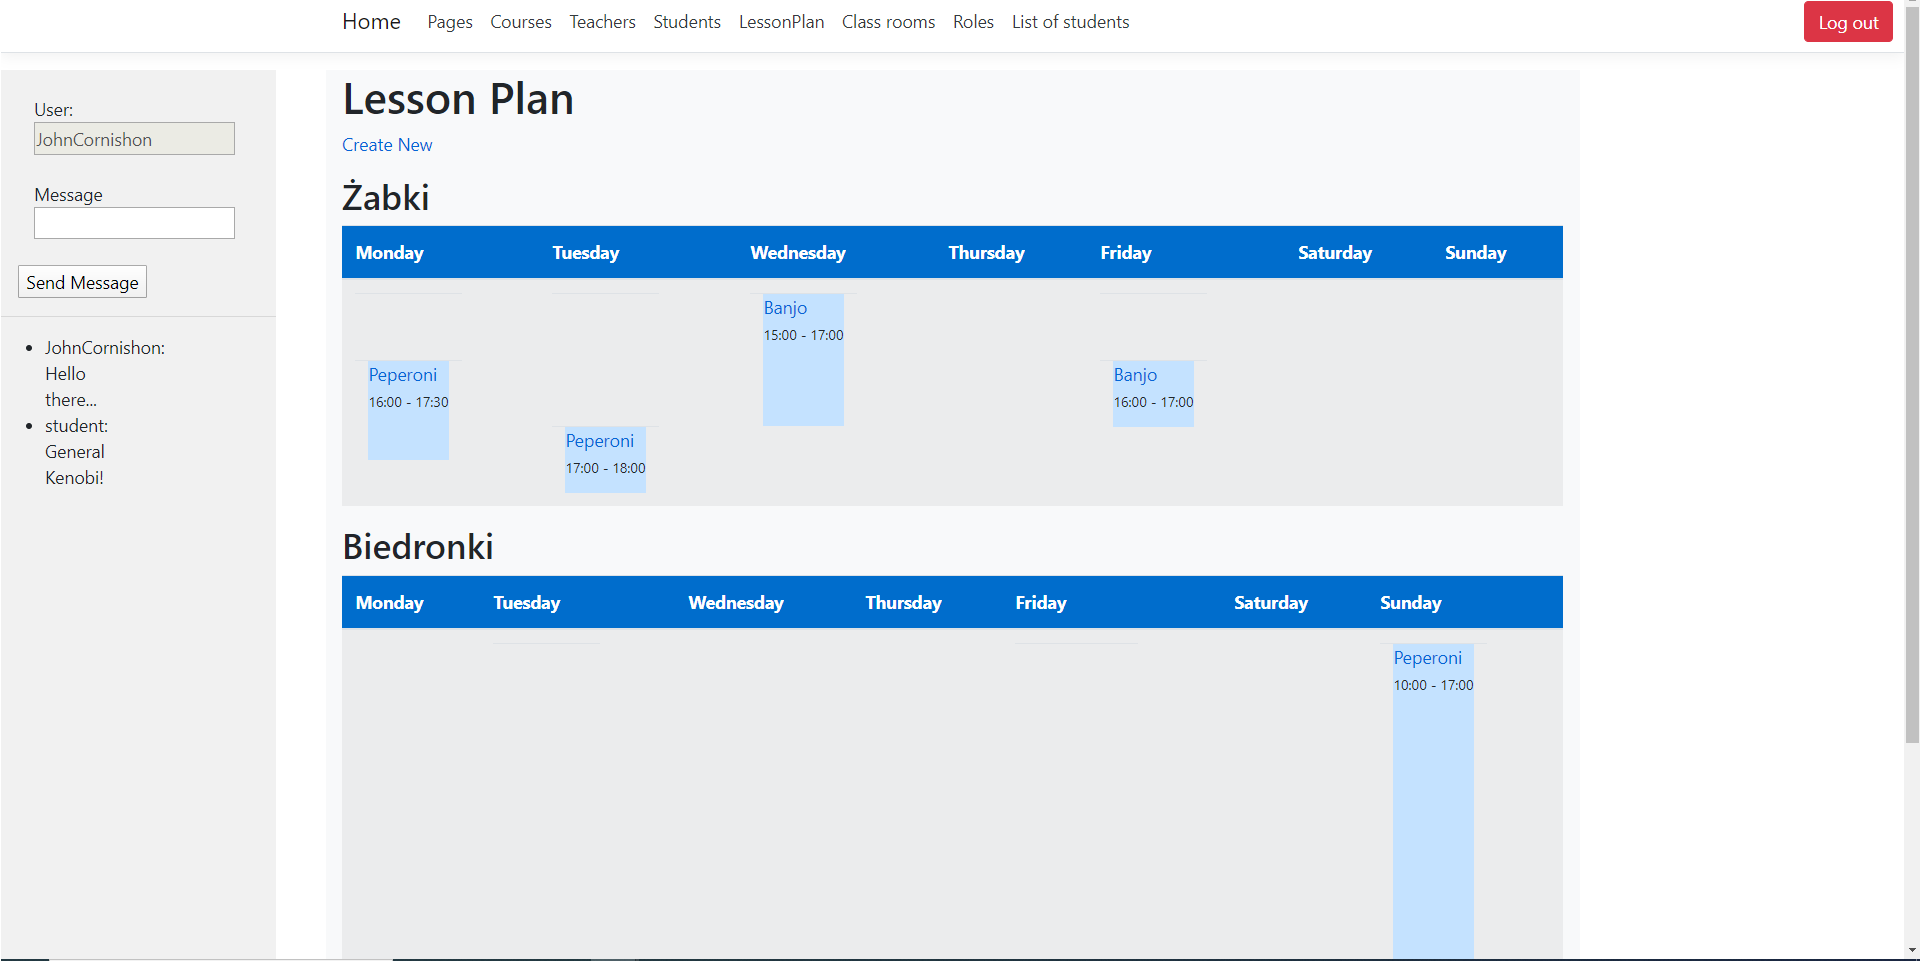 Home Pages Courses Teachers Students LessonPlan Class rooms Roles List of students Log out
User:
JohnCornishon
Message
Send Message
JohnCornishon:
Hello
there...
student:
General
Kenobi!
Lesson Plan
Create New
Żabki
Monday Tuesday Wednesday Thursday Friday Saturday Sunday
Banjo
15:00 - 17:00
Peperoni Banjo
16:00 - 17:30 16:00 - 17:00
Peperoni
17:00 - 18:00
Biedronki
Monday Tuesday Wednesday Thursday Friday Saturday Sunday
Peperoni
10:00 - 17:00